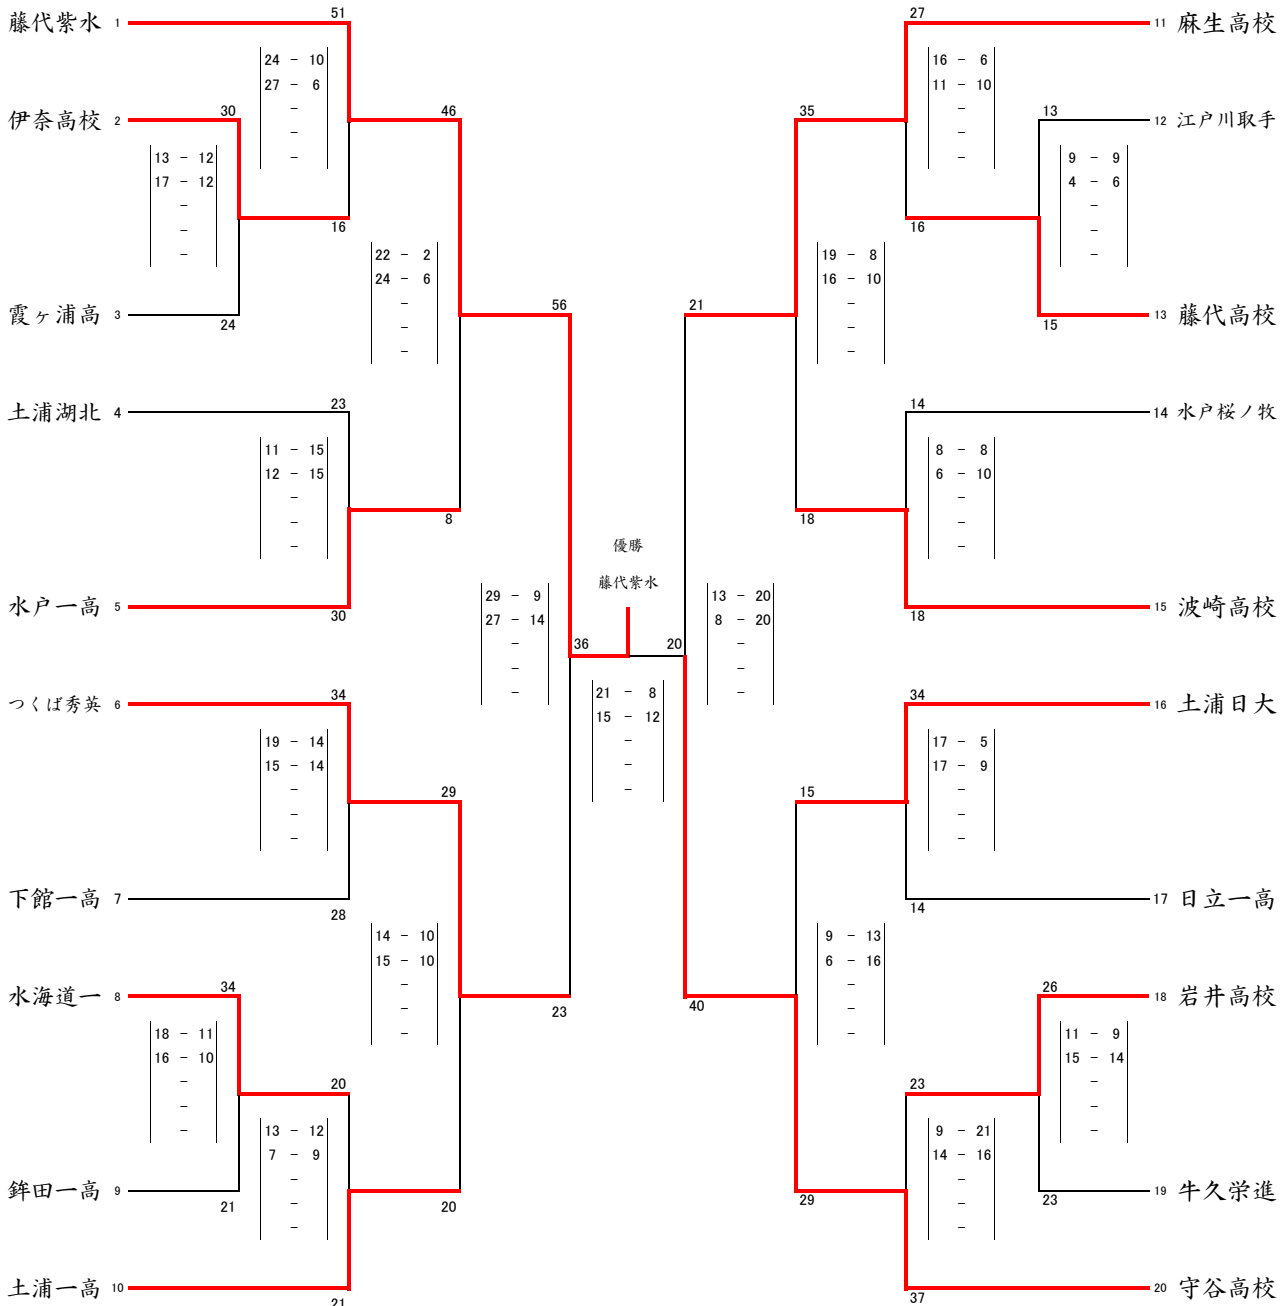 藤代紫水 1
51
24 - 10
27 - 6
-
-
-
伊奈高校 2
30
13 - 12
17 - 12
-
-
-
16
46
霞ヶ浦高 3
24
22 - 2
24 - 6
-
-
-
56
土浦湖北 4
23
11 - 15
12 - 15
-
-
-
8
水戸一高 5
30
29 - 9
27 - 14
-
-
-
つくば秀英 6
34
19 - 14
15 - 14
-
-
-
29
下館一高 7
28
14 - 10
15 - 10
-
-
-
23
水海道一 8
34
18 - 11
16 - 10
-
-
-
20
鉾田一高 9
21
13 - 12
7 - 9
-
-
-
20
土浦一高 10
21
優勝
藤代紫水
36
20
21 - 8
15 - 12
-
-
-
27
11 麻生高校
16 - 6
11 - 10
-
-
-
35
13
12 江戸川取手
9 - 9
4 - 6
-
-
-
16
19 - 8
16 - 10
-
-
-
21
15
13 藤代高校
14
14 水戸桜ノ牧
8 - 8
6 - 10
-
-
-
18
18
15 波崎高校
13 - 20
8 - 20
-
-
-
34
16 土浦日大
17 - 5
17 - 9
-
-
-
15
14
17 日立一高
9 - 13
6 - 16
-
-
-
40
26
18 岩井高校
11 - 9
15 - 14
-
-
-
23
9 - 21
14 - 16
-
-
-
29
23
19 牛久栄進
37
20 守谷高校